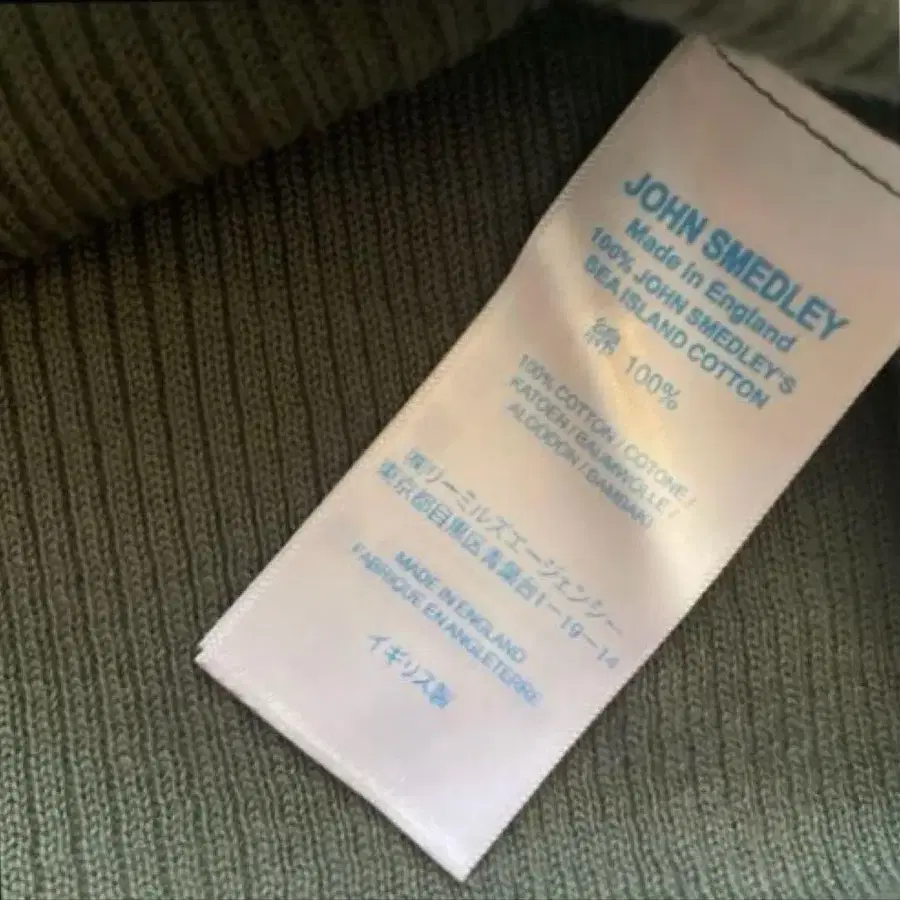 JOHN SMEDLEY
Made in England
100% JOHN SMEDLEY'S
SEA ISLAND COTTON
綿 100%
100% COTTON / COTONE /
KATOEN / BAUMWOLLE /
ALGODON / BAMBAKI
㈱リーミルズエージェンシー
東京都目黒区青葉台1-19-14
MADE IN ENGLAND
FABRIQUE EN ANGLETERRE
イギリス製